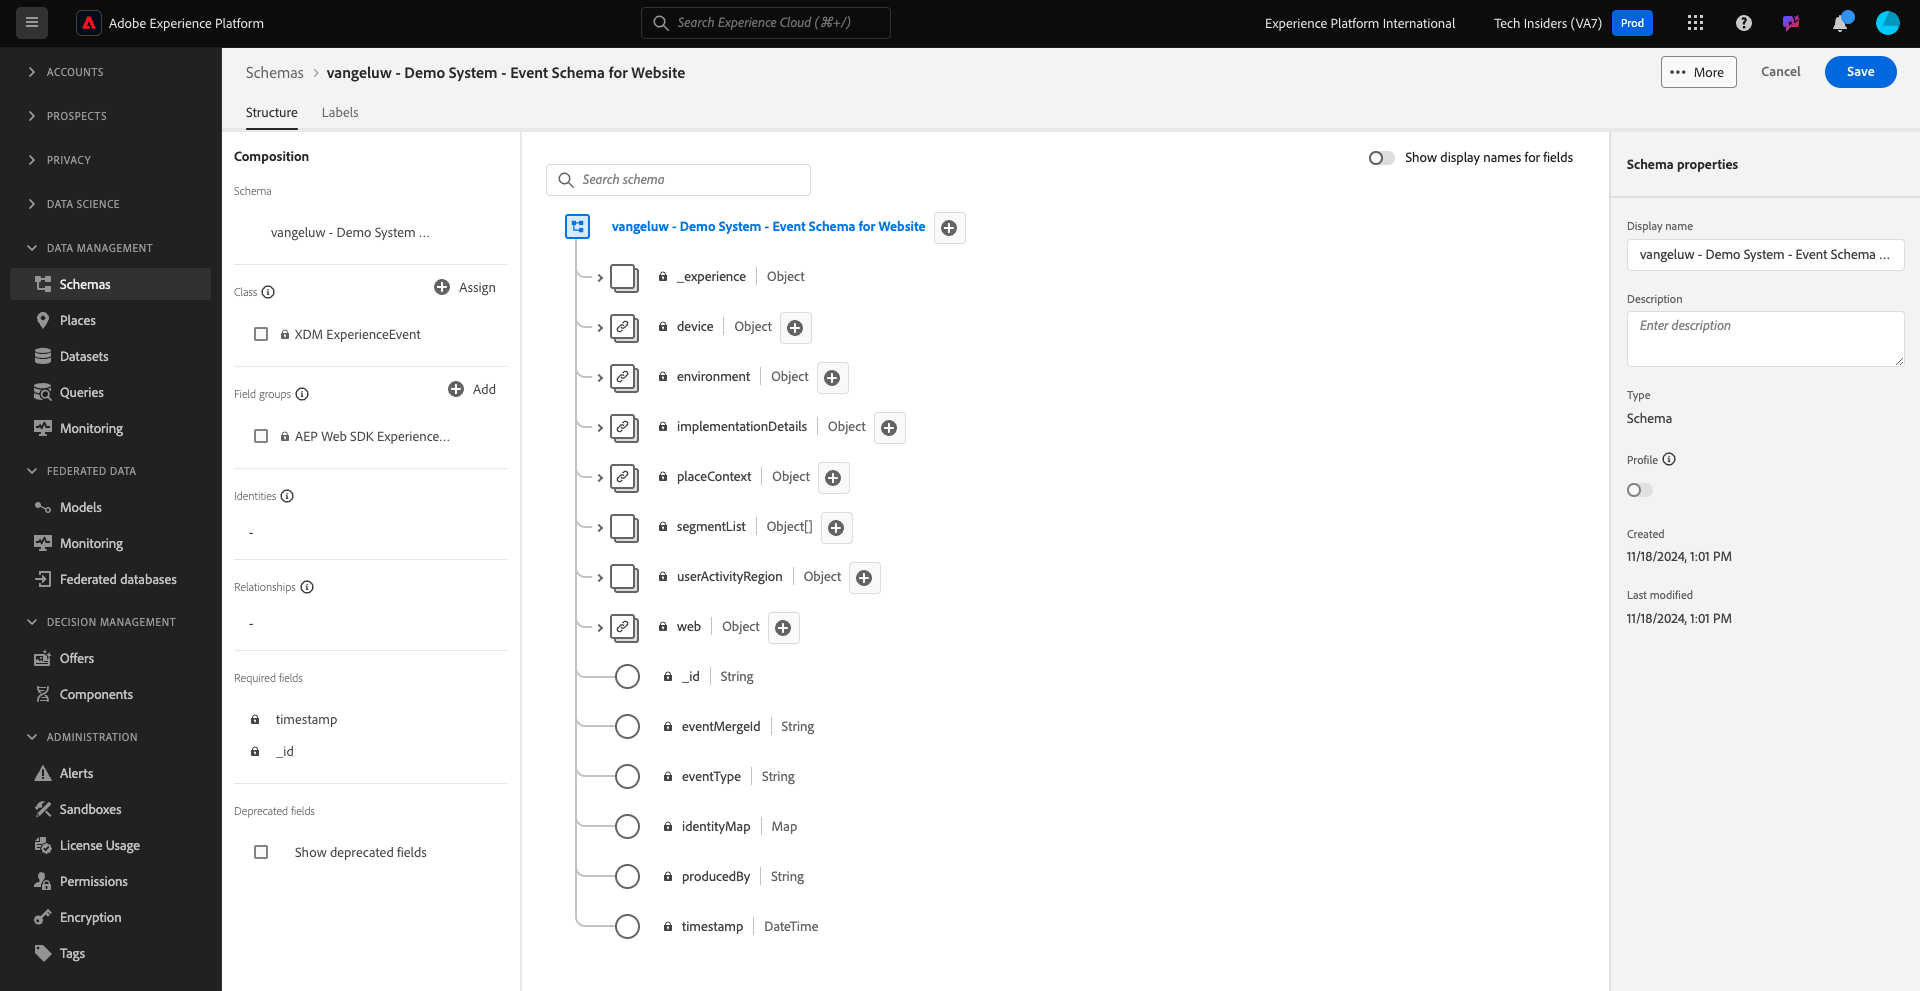 Adobe Experience Platform
Search Experience Cloud (⌘+/)
Experience Platform International
Tech Insiders (VA7)
Prod
ACCOUNTS
PROSPECTS
PRIVACY
DATA SCIENCE
DATA MANAGEMENT
Schemas
Places
Datasets
Queries
Monitoring
FEDERATED DATA
Models
Monitoring
Federated databases
DECISION MANAGEMENT
Offers
Components
ADMINISTRATION
Alerts
Sandboxes
License Usage
Permissions
Encryption
Tags
Schemas > vangeluw - Demo System - Event Schema for Website
••• More
Cancel
Save
Structure
Labels
Composition
Schema
vangeluw - Demo System ...
Class
Assign
XDM ExperienceEvent
Field groups
Add
AEP Web SDK Experience...
Identities
-
Relationships
-
Required fields
timestamp
_id
Deprecated fields
Show deprecated fields
Search schema
Show display names for fields
vangeluw - Demo System - Event Schema for Website
_experience | Object
device | Object
environment | Object
implementationDetails | Object
placeContext | Object
segmentList | Object[]
userActivityRegion | Object
web | Object
_id | String
eventMergeId | String
eventType | String
identityMap | Map
producedBy | String
timestamp | DateTime
Schema properties
Display name
vangeluw - Demo System - Event Schema ...
Description
Enter description
Type
Schema
Profile
Created
11/18/2024, 1:01 PM
Last modified
11/18/2024, 1:01 PM